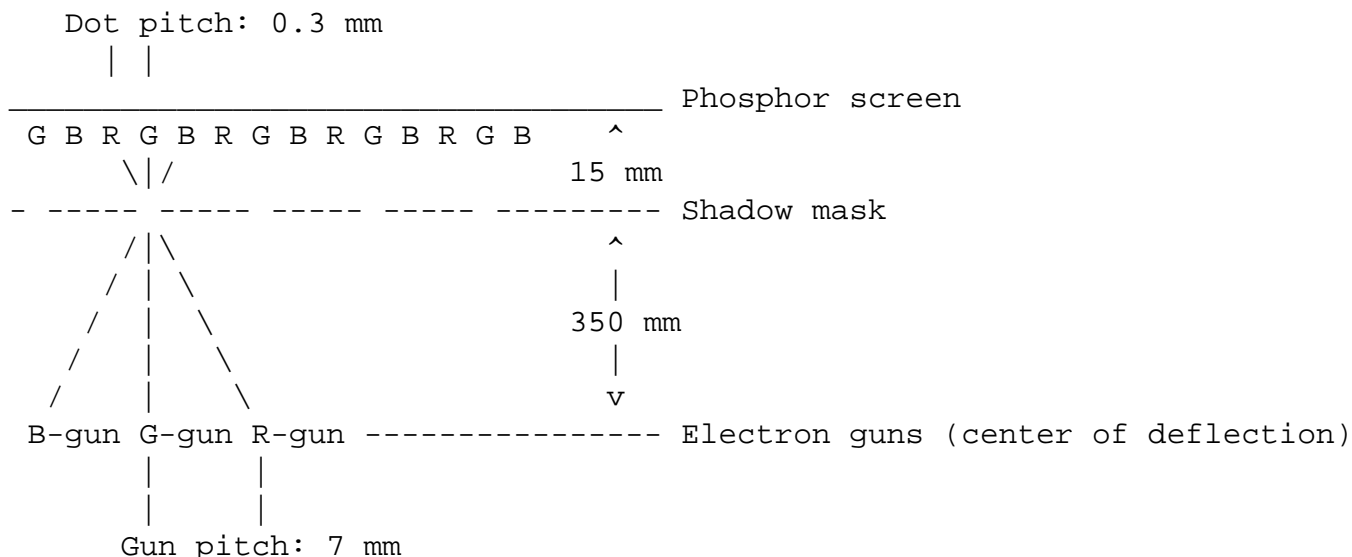 Dot pitch: 0.3 mm
| |
___________________________________ Phosphor screen
G B R G B R G B R G B R G B ^
\|/ 15 mm
- ----- ----- ----- ----- --------- Shadow mask
/|\ ^
/ | \ |
/ | \ 350 mm
/ | \ |
/ | \ v
B-gun G-gun R-gun ---------------- Electron guns (center of deflection)
| |
| |
Gun pitch: 7 mm